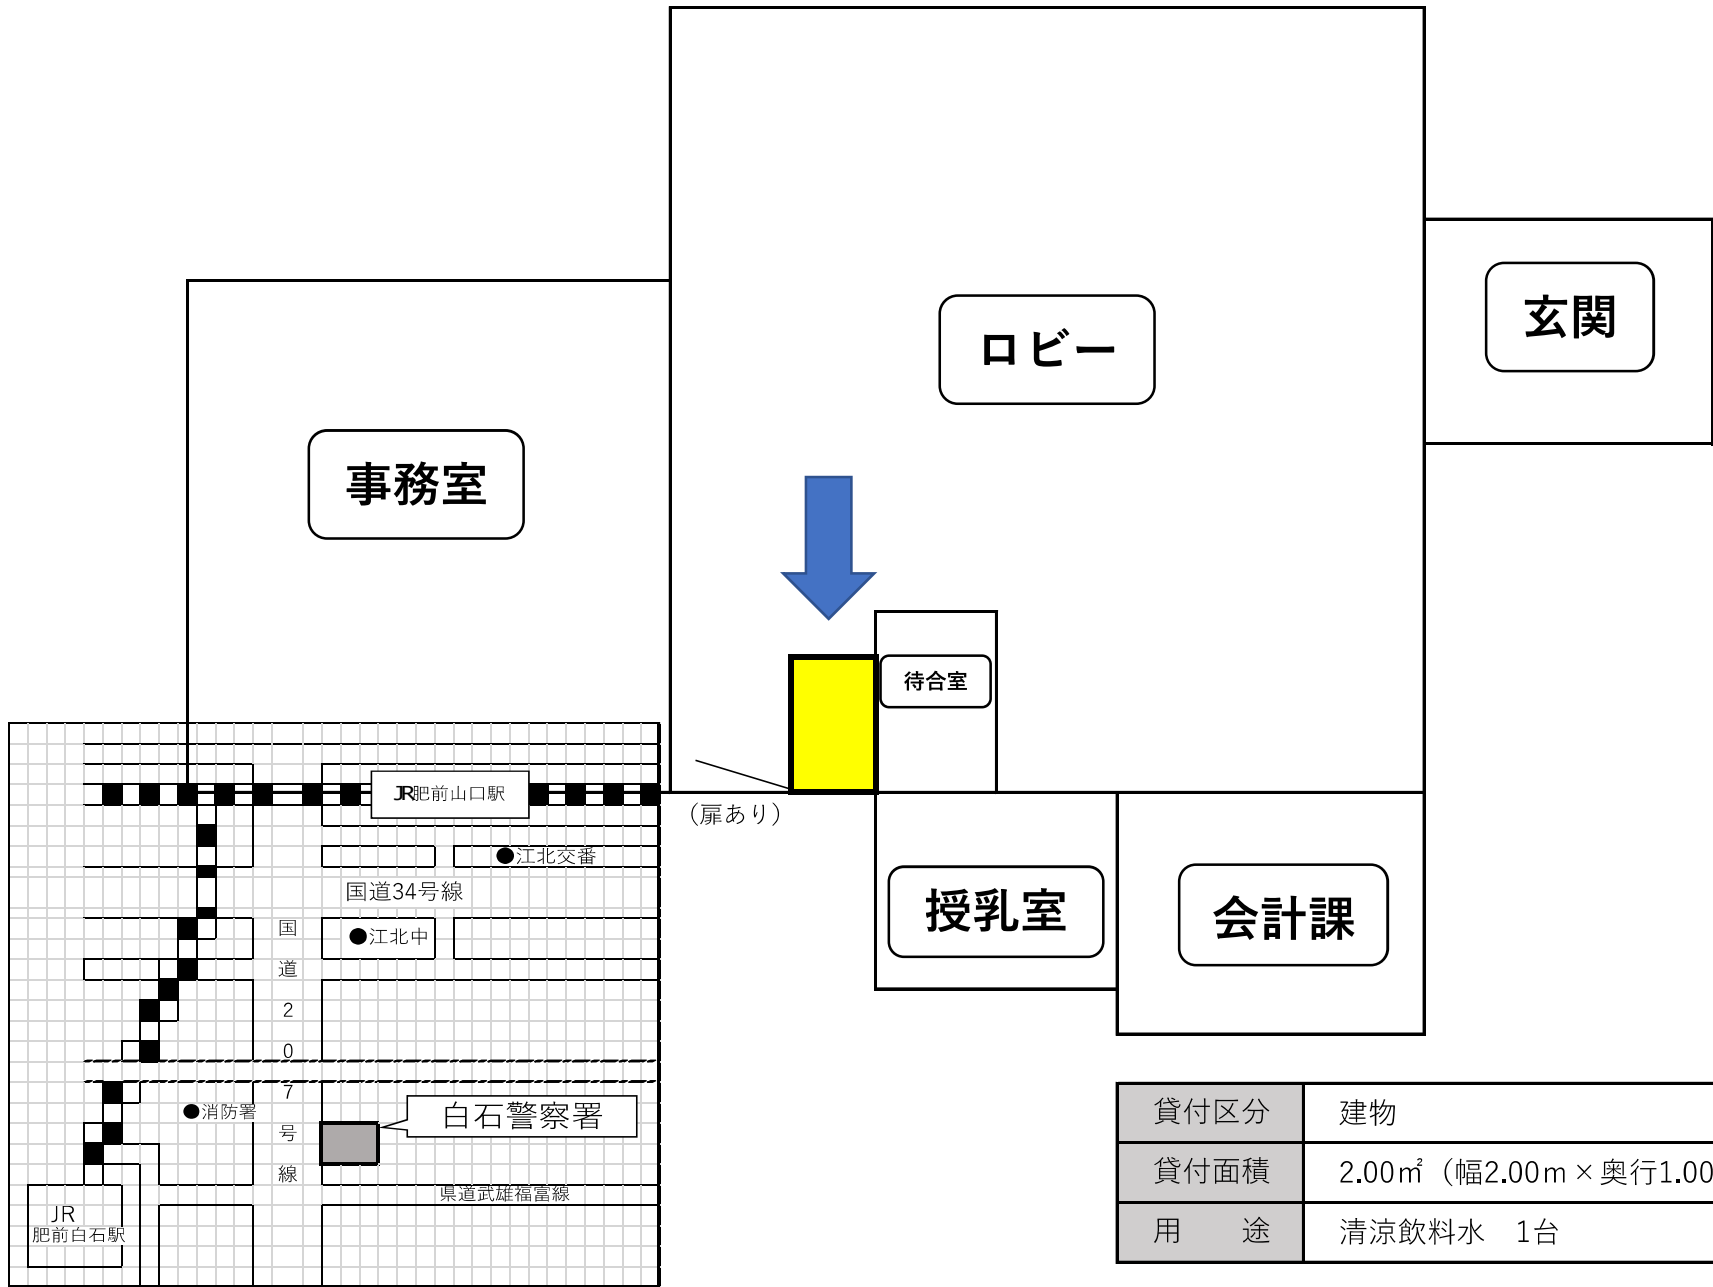 玄関
ロビー
事務室
待合室
(扉あり)
授乳室
会計課
JR肥前山口駅
●江北交番
国道34号線
●江北中
国道207号線
●消防署
白石警察署
県道武雄福富線
JR
肥前白石駅
貸付区分 建物
貸付面積 2.00㎡（幅2.00m×奥行1.00
用　途 清涼飲料水　1台